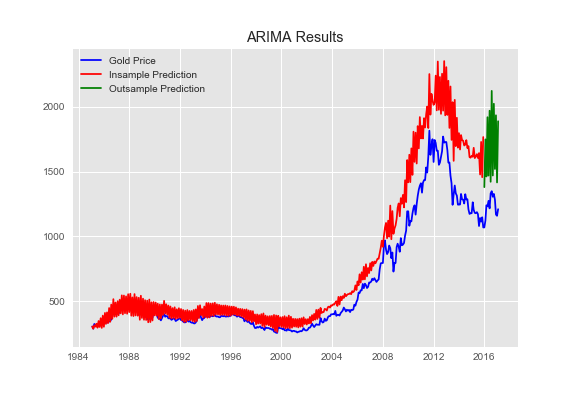 ARIMA Results
Gold Price
Insample Prediction
Outsample Prediction
2000
1500
1000
500
1984 1988 1992 1996 2000 2004 2008 2012 2016